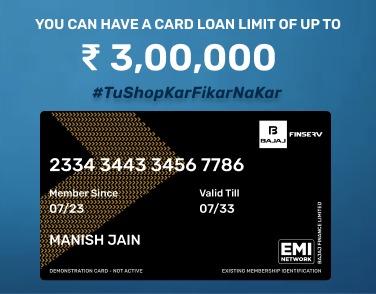 YOU CAN HAVE A CARD LOAN LIMIT OF UP TO
₹ 3,00,000
#TuShopKarFikarNaKar
B
BAJAJ
FINSERV
2334 3443 3456 7786
Member Since
Valid Till
07/23
07/33
MANISH JAIN
EMI
NETWORK
BAJAJ FINANCE LIMITED
DEMONSTRATION CARD - NOT ACTIVE
EXISTING MEMBERSHIP IDENTIFICATION